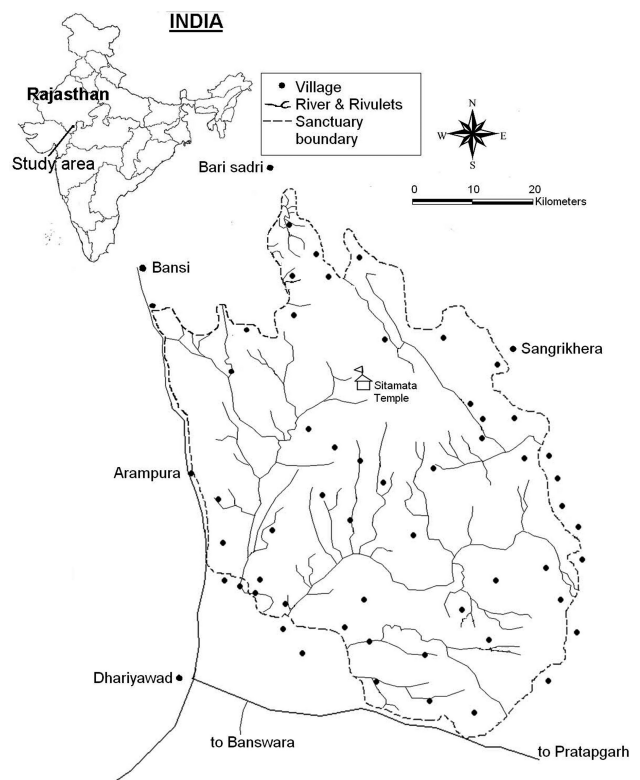 INDIA
Rajasthan
Study area
Village
River & Rivulets
Sanctuary
boundary
N
W E
S
0 10 20
Kilometers
Bari sadri
Bansi
Sangrikhera
Sitamata
Temple
Arampura
Dhariyawad
to Banswara
to Pratapgarh